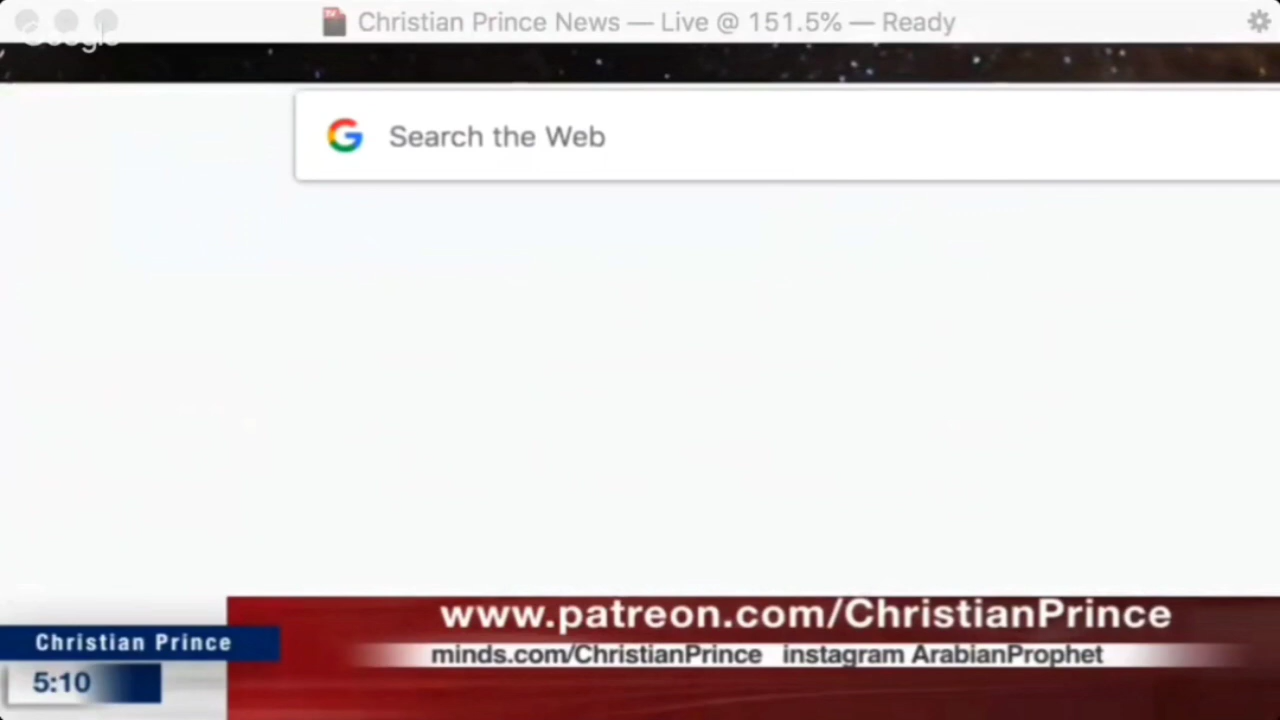 Christian Prince News — Live @ 151.5% — Ready
Google
Search the Web
www.patreon.com/ChristianPrince
Christian Prince
minds.com/ChristianPrince instagram ArabianProphet
5:10